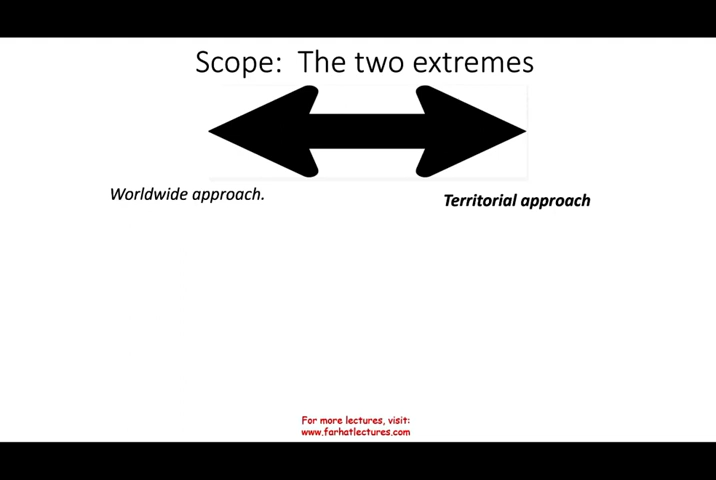 Scope:  The two extremes
Worldwide approach.
Territorial approach
For more lectures, visit:
www.farhatlectures.com